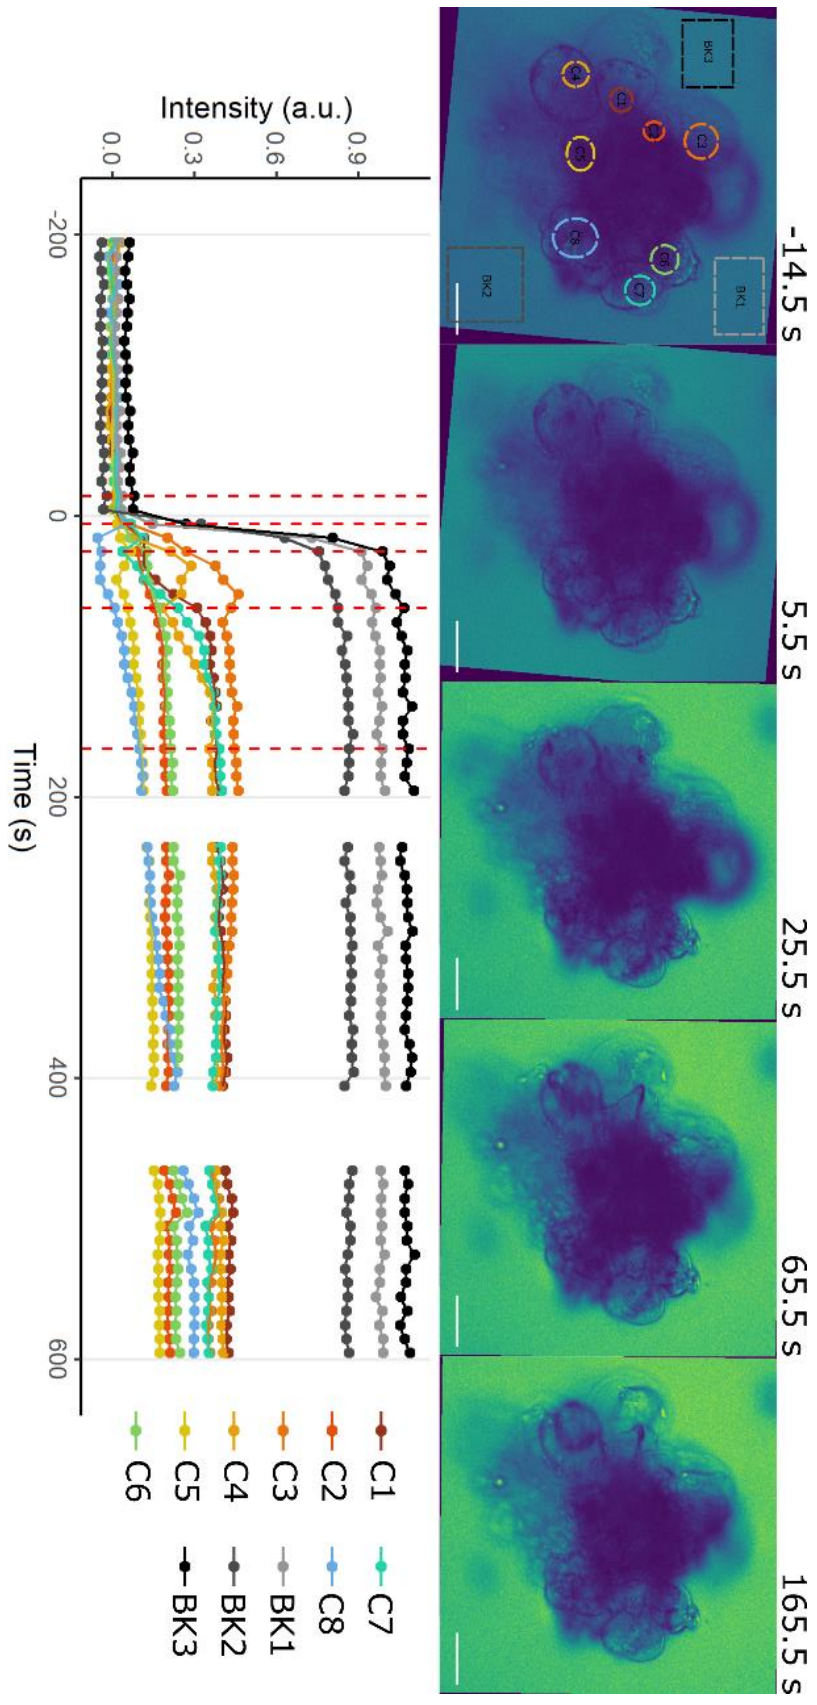 -14.5 s
5.5 s
25.5 s
65.5 s
165.5 s
BK3
BK1
C3
C2
C1
C4
C5
C6
C7
C8
BK2
Intensity (a.u.)
0.9
0.6
0.3
0.0
-200
0
200
400
600
Time (s)
C1
C2
C3
C4
C5
C6
C7
C8
BK1
BK2
BK3